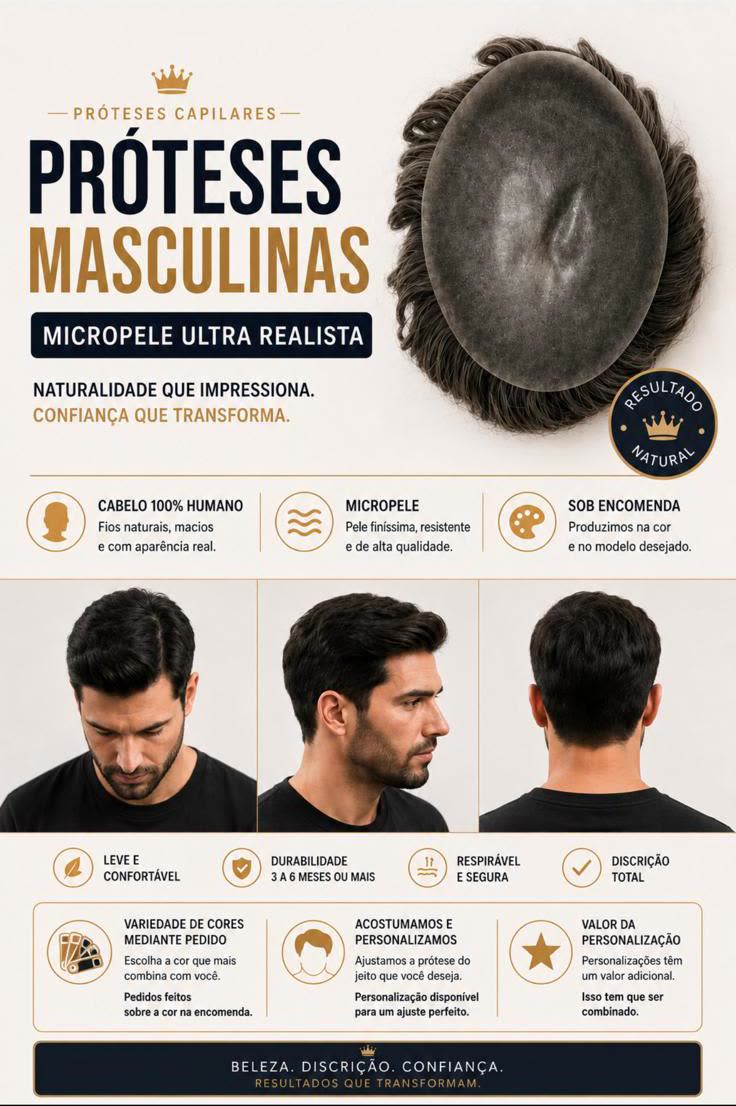 PRÓTESES CAPILARES
PRÓTESES
MASCULINAS
MICROPELE ULTRA REALISTA
NATURALIDADE QUE IMPRESSIONA.
CONFIANÇA QUE TRANSFORMA.
RESULTADO
NATURAL
CABELO 100% HUMANO
Fios naturais, macios
e com aparência real.
MICROPELE
Pele finíssima, resistente
e de alta qualidade.
SOB ENCOMENDA
Produzimos na cor
e no modelo desejado.
LEVE E
CONFORTÁVEL
DURABILIDADE
3 A 6 MESES OU MAIS
RESPIRÁVEL
E SEGURA
DISCRIÇÃO
TOTAL
VARIEDADE DE CORES
MEDIANTE PEDIDO
Escolha a cor que mais
combina com você.
Pedidos feitos
sobre a cor na encomenda.
ACOSTUMAMOS E
PERSONALIZAMOS
Ajustamos a prótese do
jeito que você deseja.
Personalização disponível
para um ajuste perfeito.
VALOR DA
PERSONALIZAÇÃO
Personalizações têm
um valor adicional.
Isso tem que ser
combinado.
BELEZA. DISCRIÇÃO. CONFIANÇA.
RESULTADOS QUE TRANSFORMAM.